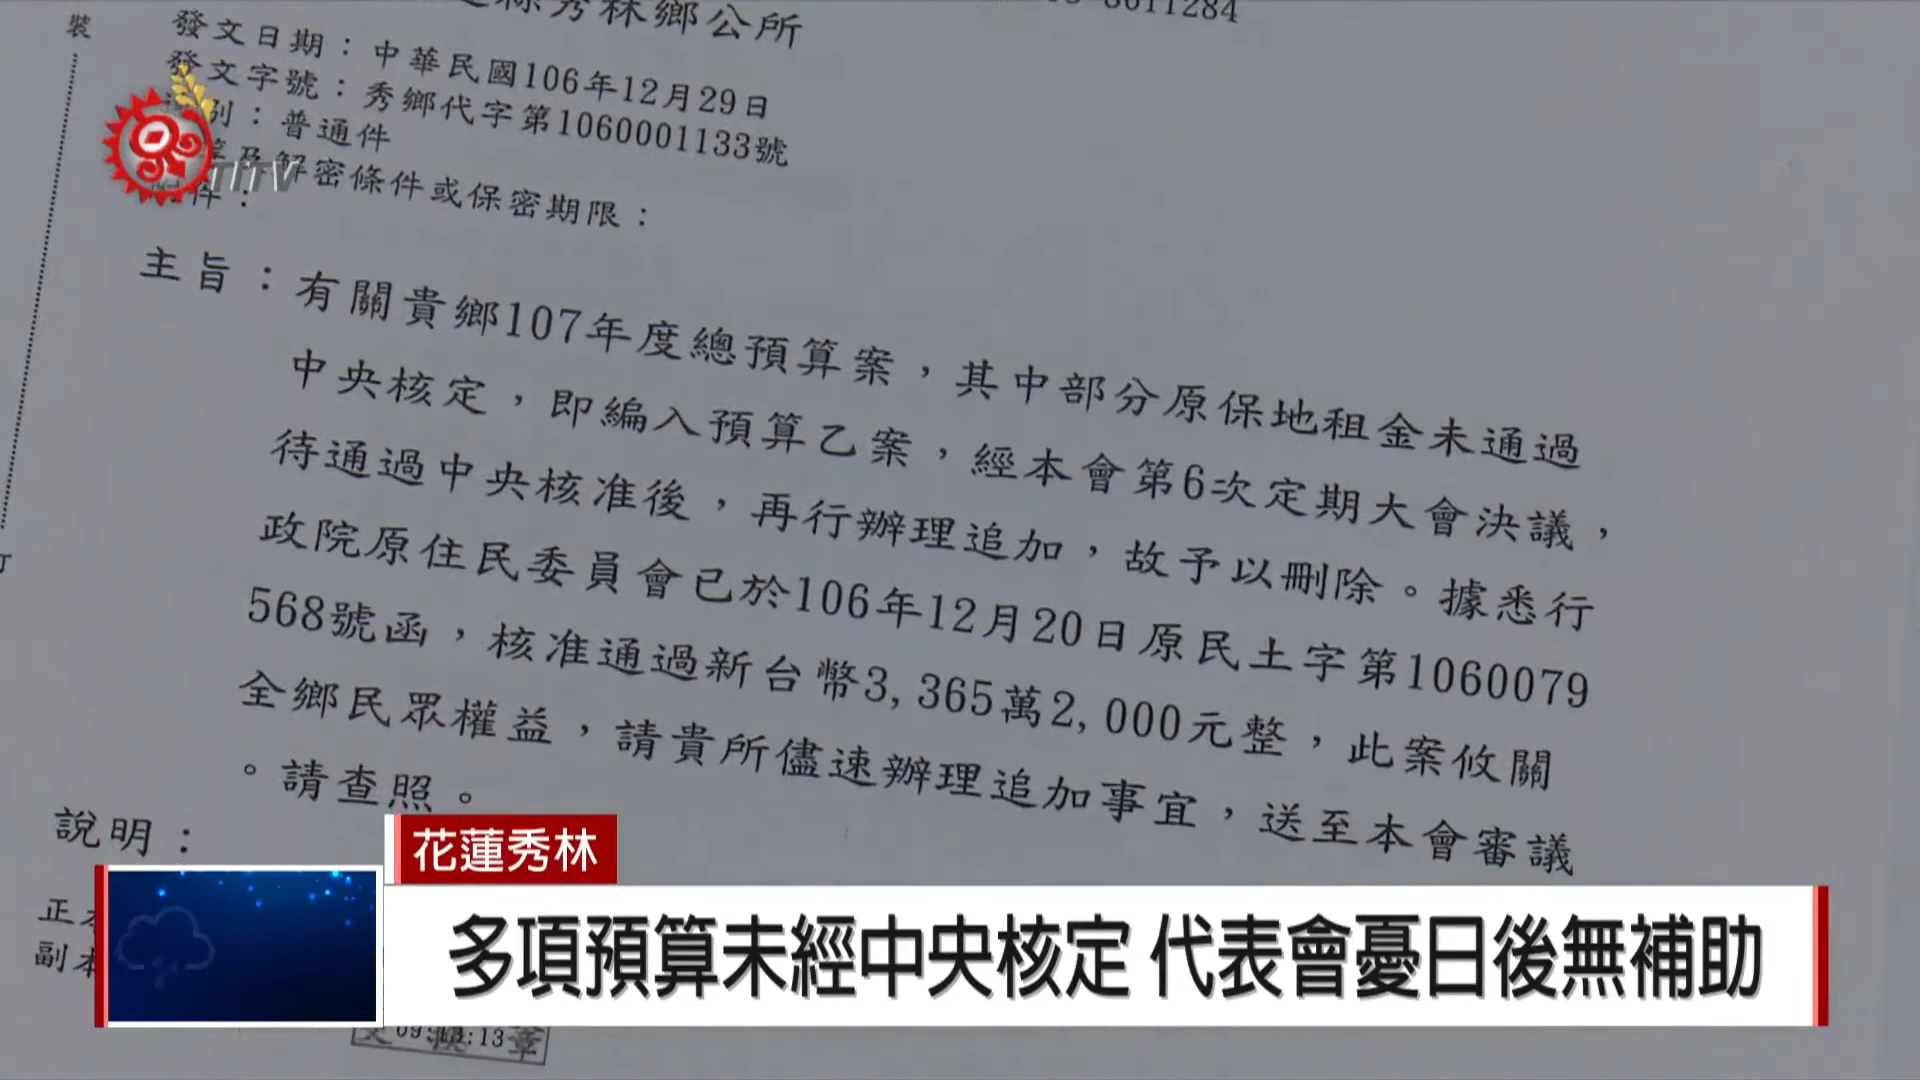 裝
秀林鄉公所
8611284
發文日期：中華民國106年12月29日
發文字號：秀鄉代字第1060001133號
別：普通件
及解密條件或保密期限：
附件：
TITV
主旨：有關貴鄉107年度總預算案，其中部分原保地租金未通過
中央核定，即編入預算乙案，經本會第6次定期大會決議，
待通過中央核准後，再行辦理追加，故予以刪除。據悉行
政院原住民委員會已於106年12月20日原民土字第1060079
568號函，核准通過新台幣3,365萬2,000元整，此案攸關
全鄉民眾權益，請貴所儘速辦理追加事宜，送至本會審議
。請查照。
說明：
正本
副本
花蓮秀林
多項預算未經中央核定 代表會憂日後無補助
章